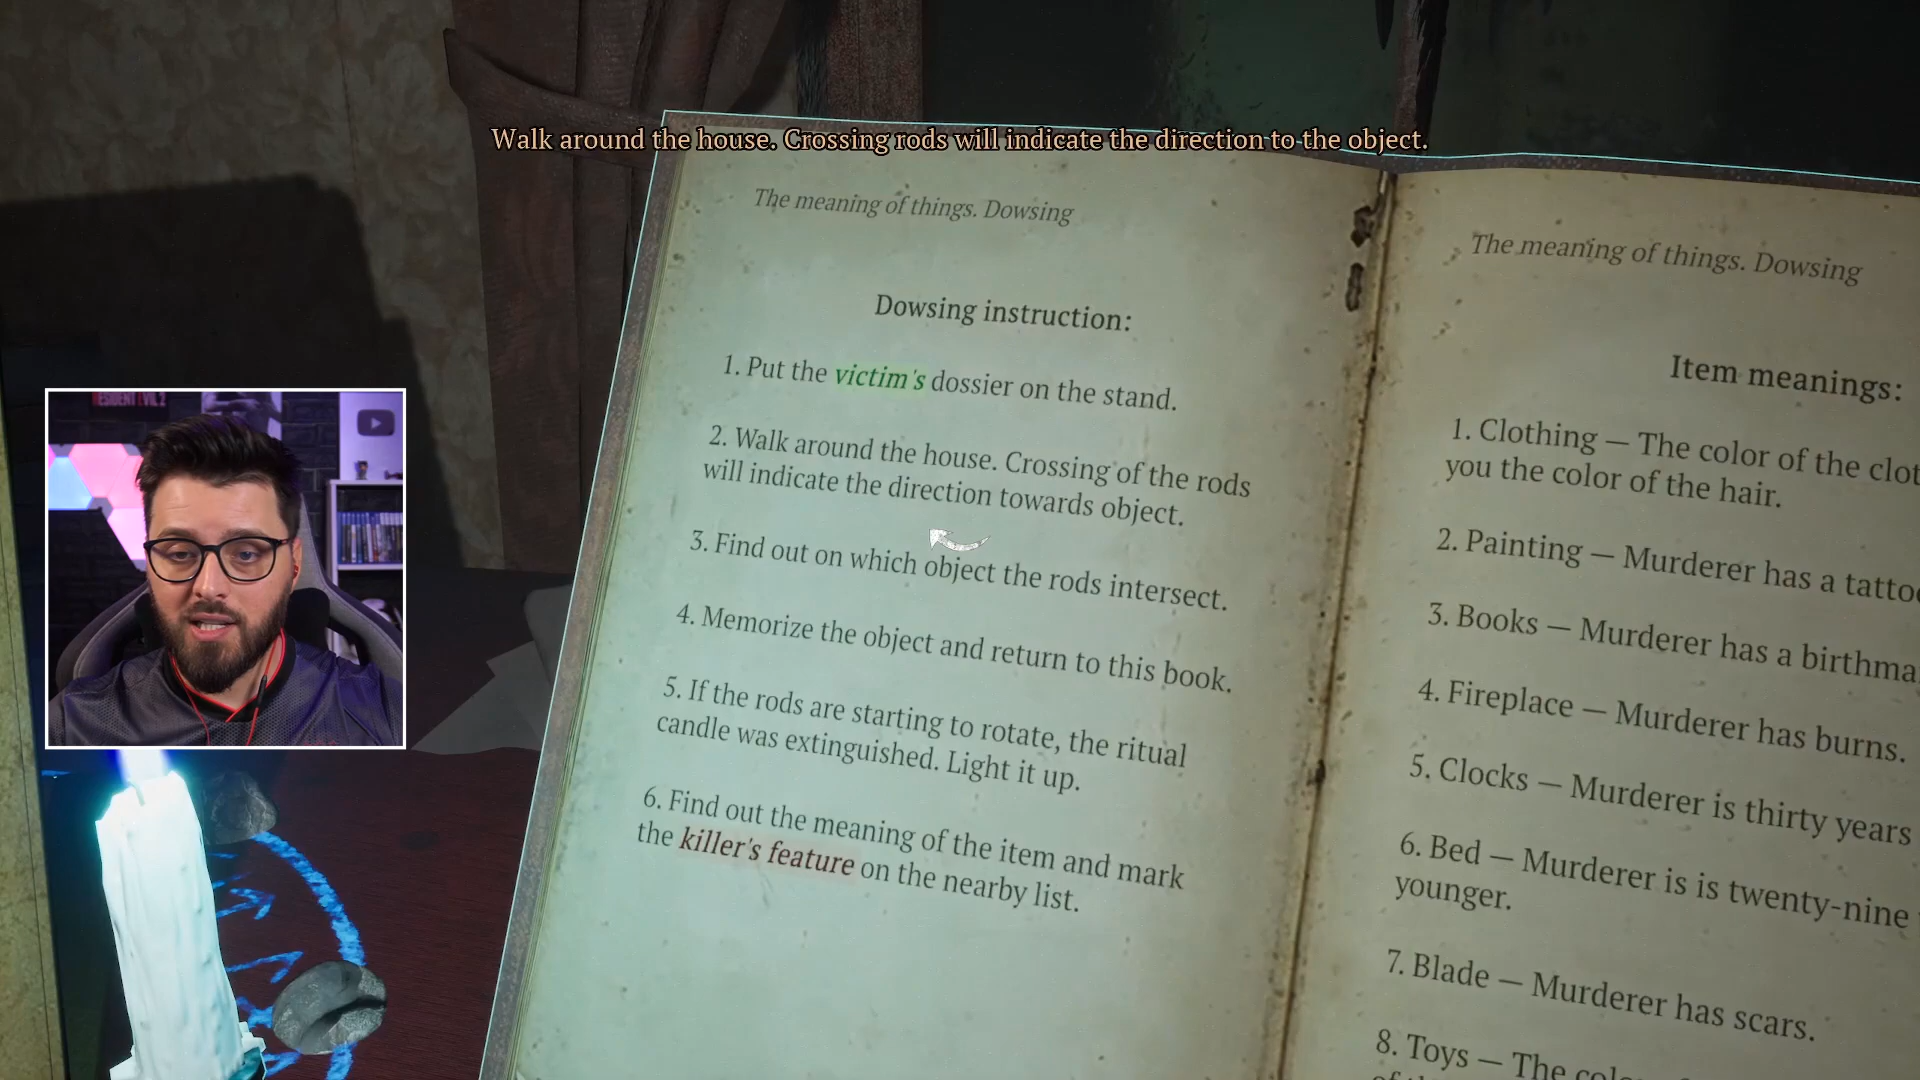 Walk around the house. Crossing rods will indicate the direction to the object.
The meaning of things. Dowsing
Dowsing instruction:
1. Put the victim's dossier on the stand.
2. Walk around the house. Crossing of the rods
will indicate the direction towards object.
3. Find out on which object the rods intersect.
4. Memorize the object and return to this book.
5. If the rods are starting to rotate, the ritual
candle was extinguished. Light it up.
6. Find out the meaning of the item and mark
the killer's feature on the nearby list.
The meaning of things. Dowsing
Item meanings:
1. Clothing — The color of the
you the color of the hair.
2. Painting — Murderer has a
3. Books — Murderer has a
4. Fireplace — Murderer has burns.
5. Clocks — Murderer is thirty years
6. Bed — Murderer is is twenty-nine
younger.
7. Blade — Murderer has scars.
8. Toys — The
RESIDENT EVIL 2